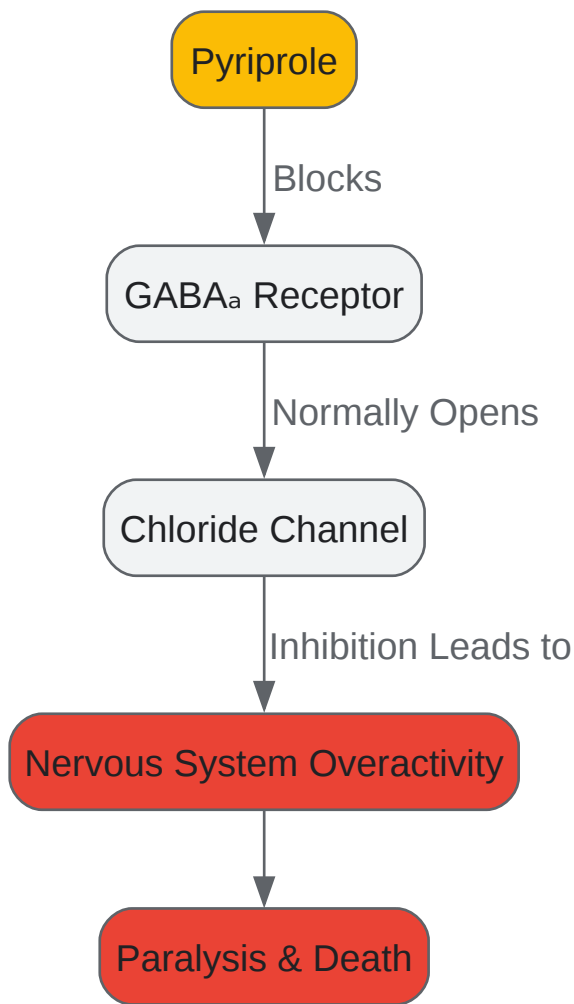 Pyriprole
Blocks
GABAₐ Receptor
Normally Opens
Chloride Channel
Inhibition Leads to
Nervous System Overactivity
Paralysis & Death